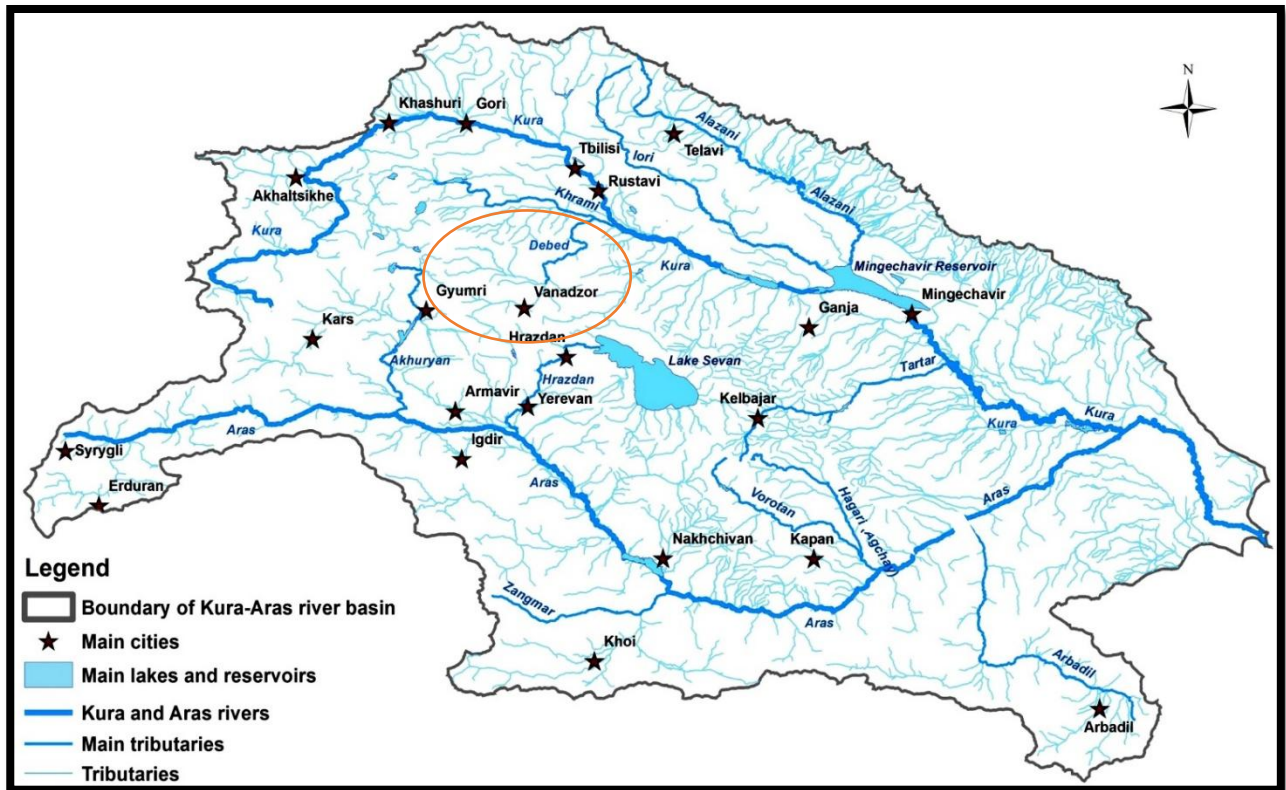 N
Khashuri
Gori
Kura
Tbilisi
Telavi
Alazani
Iori
Rustavi
Akhaltsikhe
Khrami
Alazani
Kura
Debed
Kura
Mingechavir Reservoir
Gyumri
Vanadzor
Mingechavir
Ganja
Kars
Hrazdan
Akhuryan
Lake Sevan
Tartar
Hrazdan
Armavir
Yerevan
Kelbajar
Kura
Kura
Aras
Igdir
Syrygli
Aras
Erduran
Aras
Vorotan
Hagari (Agchay)
Nakhchivan
Kapan
Zangmar
Aras
Khoi
Arbadil
Arbadil
Legend
Boundary of Kura-Aras river basin
Main cities
Main lakes and reservoirs
Kura and Aras rivers
Main tributaries
Tributaries